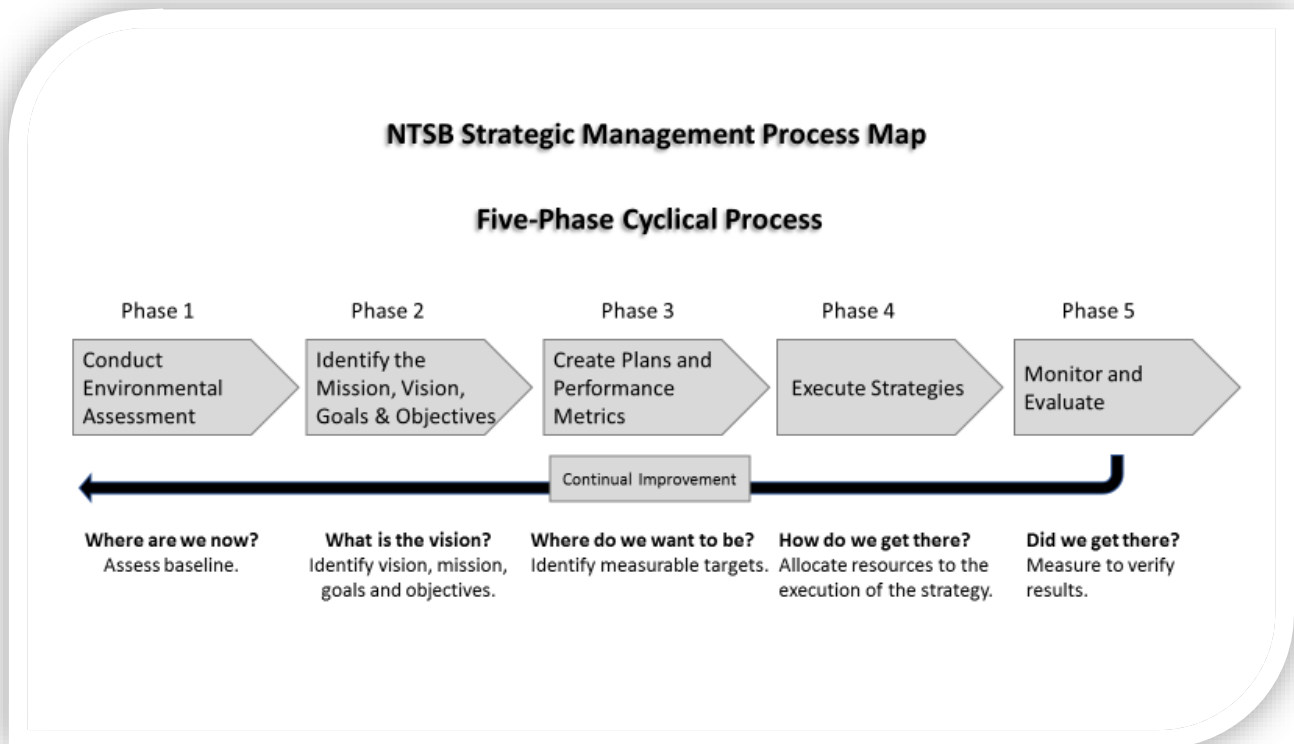 NTSB Strategic Management Process Map
Five-Phase Cyclical Process
Phase 1
Phase 2
Phase 3
Phase 4
Phase 5
Conduct
Environmental
Assessment
Identify the
Mission, Vision,
Goals & Objectives
Create Plans and
Performance
Metrics
Execute Strategies
Monitor and
Evaluate
Continual Improvement
Where are we now?
Assess baseline.
What is the vision?
Identify vision, mission,
goals and objectives.
Where do we want to be?
Identify measurable targets.
How do we get there?
Allocate resources to the
execution of the strategy.
Did we get there?
Measure to verify
results.